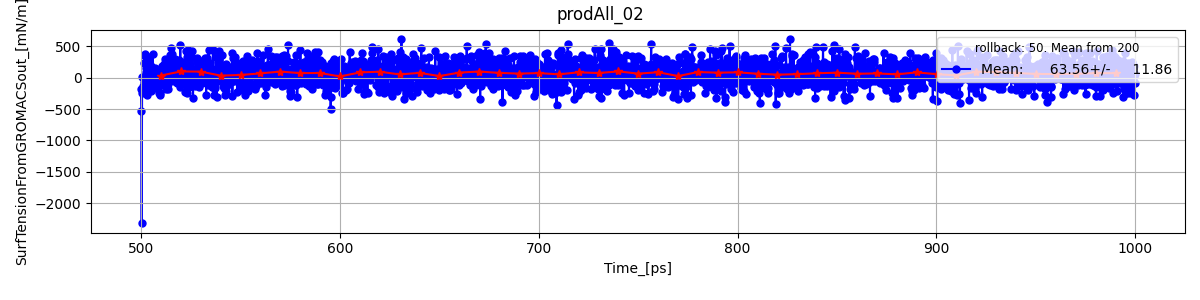 prodAll_02
SurfTensionFromGROMACSout_[mN/m]
500
0
−500
−1000
−1500
−2000
rollback: 50. Mean from 200
Mean: 63.56+/- 11.86
500 600 700 800 900 1000
Time_[ps]